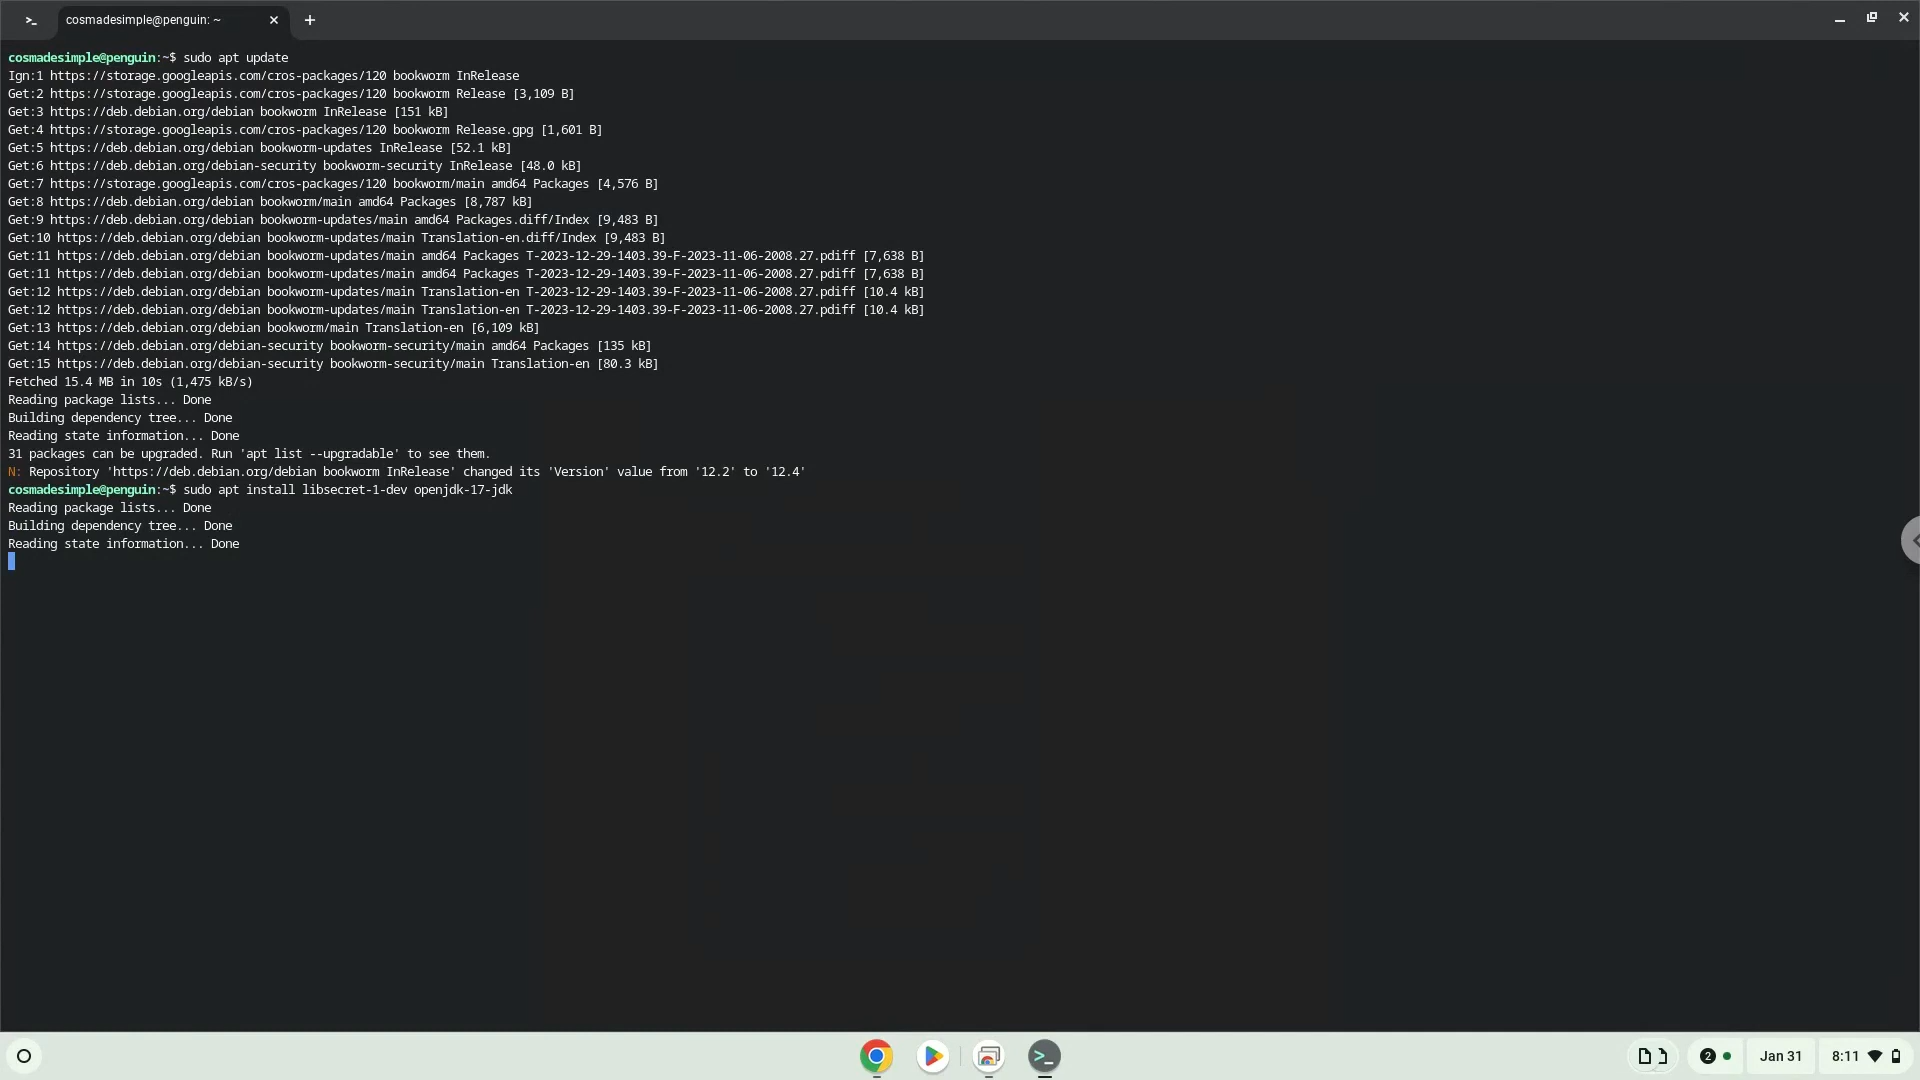 cosmadesimple@penguin: ~
cosmadesimple@penguin:~$ sudo apt update
Ign:1 https://storage.googleapis.com/cros-packages/120 bookworm InRelease
Get:2 https://storage.googleapis.com/cros-packages/120 bookworm Release [3,109 B]
Get:3 https://deb.debian.org/debian bookworm InRelease [151 kB]
Get:4 https://storage.googleapis.com/cros-packages/120 bookworm Release.gpg [1,601 B]
Get:5 https://deb.debian.org/debian bookworm-updates InRelease [52.1 kB]
Get:6 https://deb.debian.org/debian-security bookworm-security InRelease [48.0 kB]
Get:7 https://storage.googleapis.com/cros-packages/120 bookworm/main amd64 Packages [4,576 B]
Get:8 https://deb.debian.org/debian bookworm/main amd64 Packages [8,787 kB]
Get:9 https://deb.debian.org/debian bookworm-updates/main amd64 Packages.diff/Index [9,483 B]
Get:10 https://deb.debian.org/debian bookworm-updates/main Translation-en.diff/Index [9,483 B]
Get:11 https://deb.debian.org/debian bookworm-updates/main amd64 Packages T-2023-12-29-1403.39-F-2023-11-06-2008.27.pdiff [7,638 B]
Get:11 https://deb.debian.org/debian bookworm-updates/main amd64 Packages T-2023-12-29-1403.39-F-2023-11-06-2008.27.pdiff [7,638 B]
Get:12 https://deb.debian.org/debian bookworm-updates/main Translation-en T-2023-12-29-1403.39-F-2023-11-06-2008.27.pdiff [10.4 kB]
Get:12 https://deb.debian.org/debian bookworm-updates/main Translation-en T-2023-12-29-1403.39-F-2023-11-06-2008.27.pdiff [10.4 kB]
Get:13 https://deb.debian.org/debian bookworm/main Translation-en [6,109 kB]
Get:14 https://deb.debian.org/debian-security bookworm-security/main amd64 Packages [135 kB]
Get:15 https://deb.debian.org/debian-security bookworm-security/main Translation-en [80.3 kB]
Fetched 15.4 MB in 10s (1,475 kB/s)
Reading package lists... Done
Building dependency tree... Done
Reading state information... Done
31 packages can be upgraded. Run 'apt list --upgradable' to see them.
N: Repository 'https://deb.debian.org/debian bookworm InRelease' changed its 'Version' value from '12.2' to '12.4'
cosmadesimple@penguin:~$ sudo apt install libsecret-1-dev openjdk-17-jdk
Reading package lists... Done
Building dependency tree... Done
Reading state information... Done
2
Jan 31
8:11